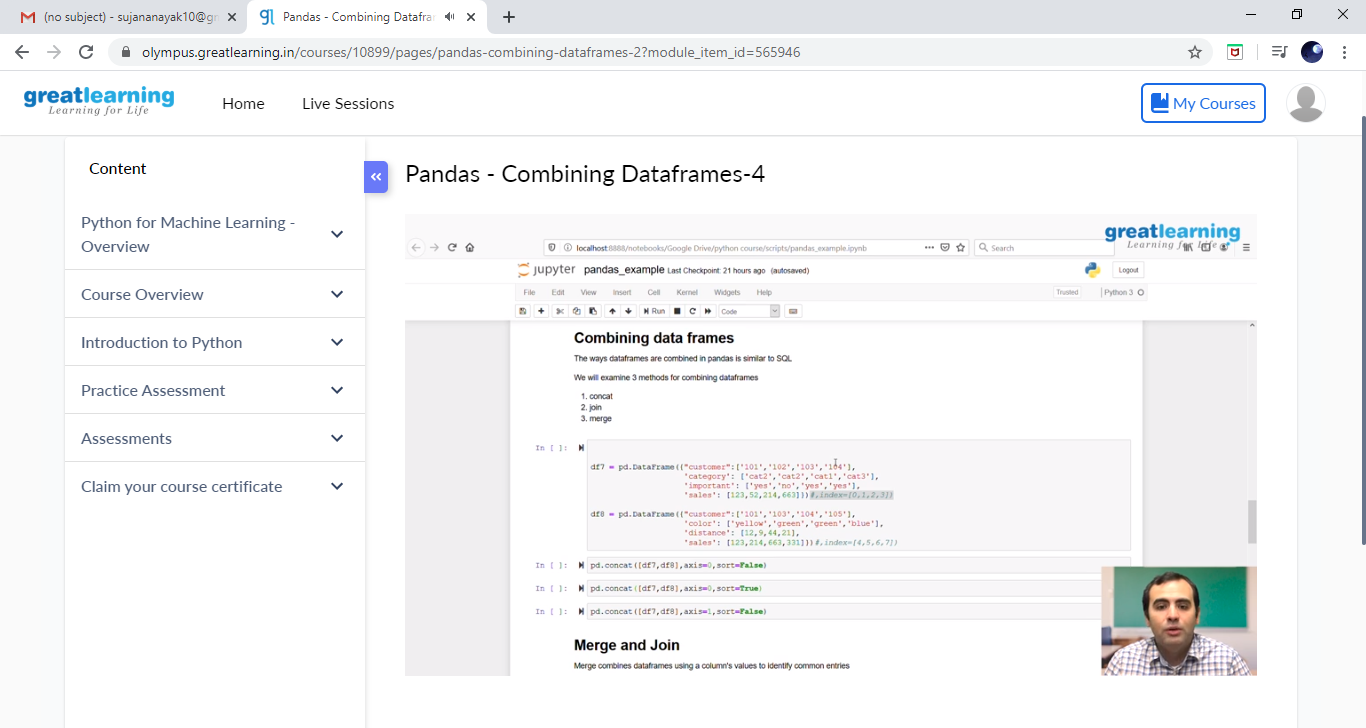 (no subject) - sujananayak10@gm
Pandas - Combining Datafra
olympus.greatlearning.in/courses/10899/pages/pandas-combining-dataframes-2?module_item_id=565946
greatlearning
Learning for Life
Home
Live Sessions
My Courses
Content
Python for Machine Learning -
Overview
Course Overview
Introduction to Python
Practice Assessment
Assessments
Claim your course certificate
«
Pandas - Combining Dataframes-4
localhost:8888/notebooks/Google Drive/python course/scripts/pandas_example.ipynb
Search
greatlearning
Learning for Life
jupyter pandas_example Last Checkpoint: 21 hours ago (autosaved)
Logout
File Edit View Insert Cell Kernel Widgets Help
Trusted Python 3
Run Code
Combining data frames
The ways dataframes are combined in pandas is similar to SQL
We will examine 3 methods for combining dataframes
1. concat
2. join
3. merge
In [ ]:
df7 = pd.DataFrame({"customer":['101','102','103','104'],
'category': ['cat2','cat2','cat1','cat3'],
'important': ['yes','no','yes','yes'],
'sales': [123,52,214,663]})#,index=[0,1,2,3])
df8 = pd.DataFrame({"customer":['101','103','104','105'],
'color': ['yellow','green','green','blue'],
'distance': [12,9,44,21],
'sales': [123,214,663,331]})#,index=[4,5,6,7])
In [ ]: pd.concat([df7,df8],axis=0,sort=False)
In [ ]: pd.concat([df7,df8],axis=0,sort=True)
In [ ]: pd.concat([df7,df8],axis=1,sort=False)
Merge and Join
Merge combines dataframes using a column's values to identify common entries